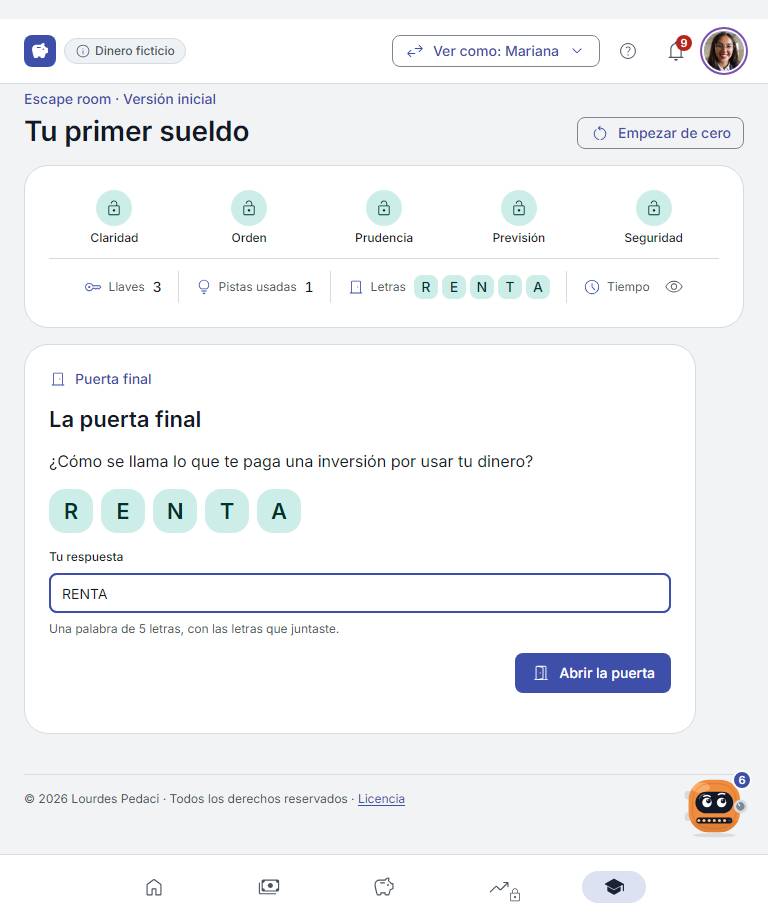 Dinero ficticio
Ver como: Mariana
9
Escape room · Versión inicial
Tu primer sueldo
Empezar de cero
Claridad
Orden
Prudencia
Previsión
Seguridad
Llaves 3
Pistas usadas 1
Letras R E N T A
Tiempo
Puerta final
La puerta final
¿Cómo se llama lo que te paga una inversión por usar tu dinero?
R E N T A
Tu respuesta
RENTA
Una palabra de 5 letras, con las letras que juntaste.
Abrir la puerta
6
© 2026 Lourdes Pedaci · Todos los derechos reservados · Licencia